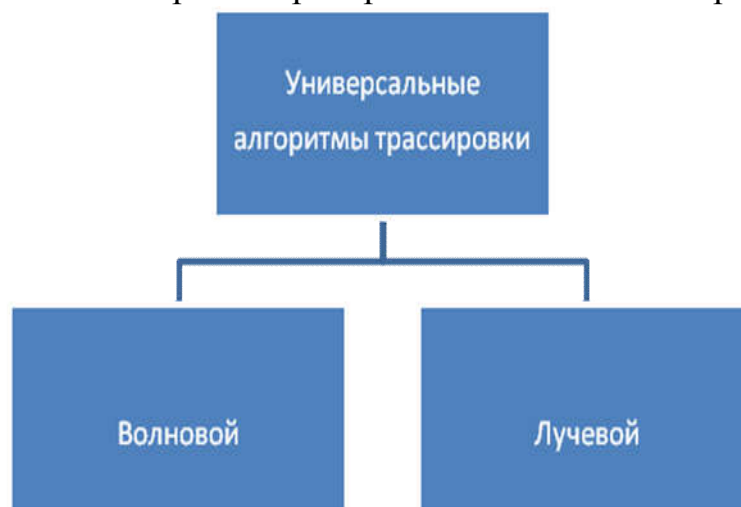 Универсальные
алгоритмы трассировки
Волновой
Лучевой